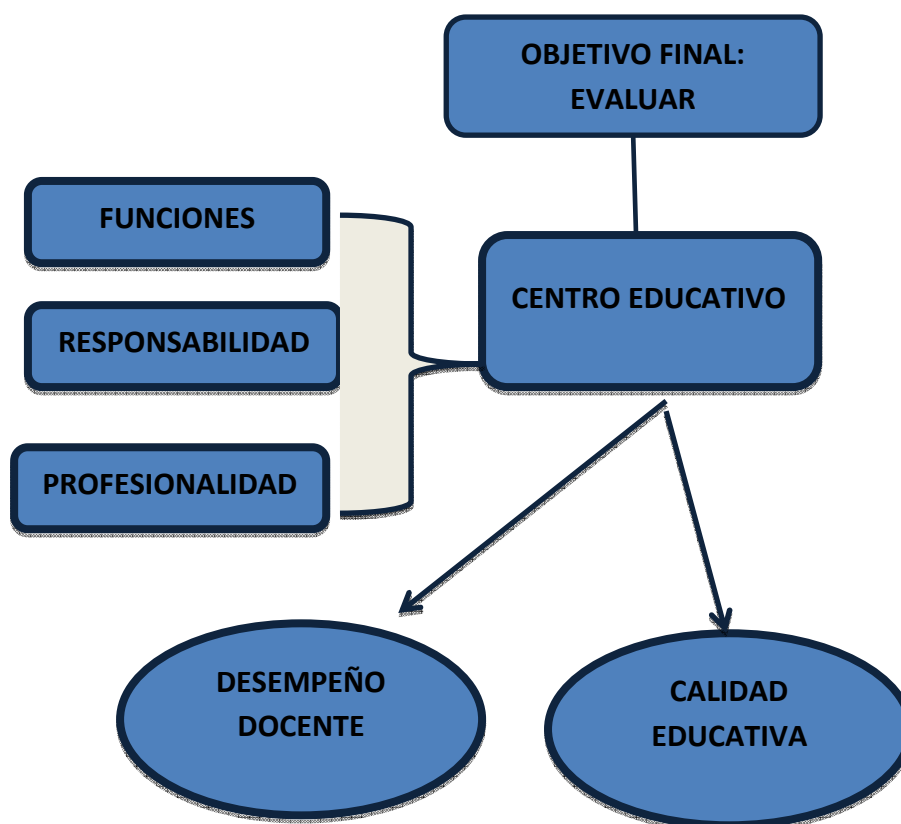 OBJETIVO FINAL:
EVALUAR
FUNCIONES
CENTRO EDUCATIVO
RESPONSABILIDAD
PROFESIONALIDAD
DESEMPEÑO
DOCENTE
CALIDAD
EDUCATIVA